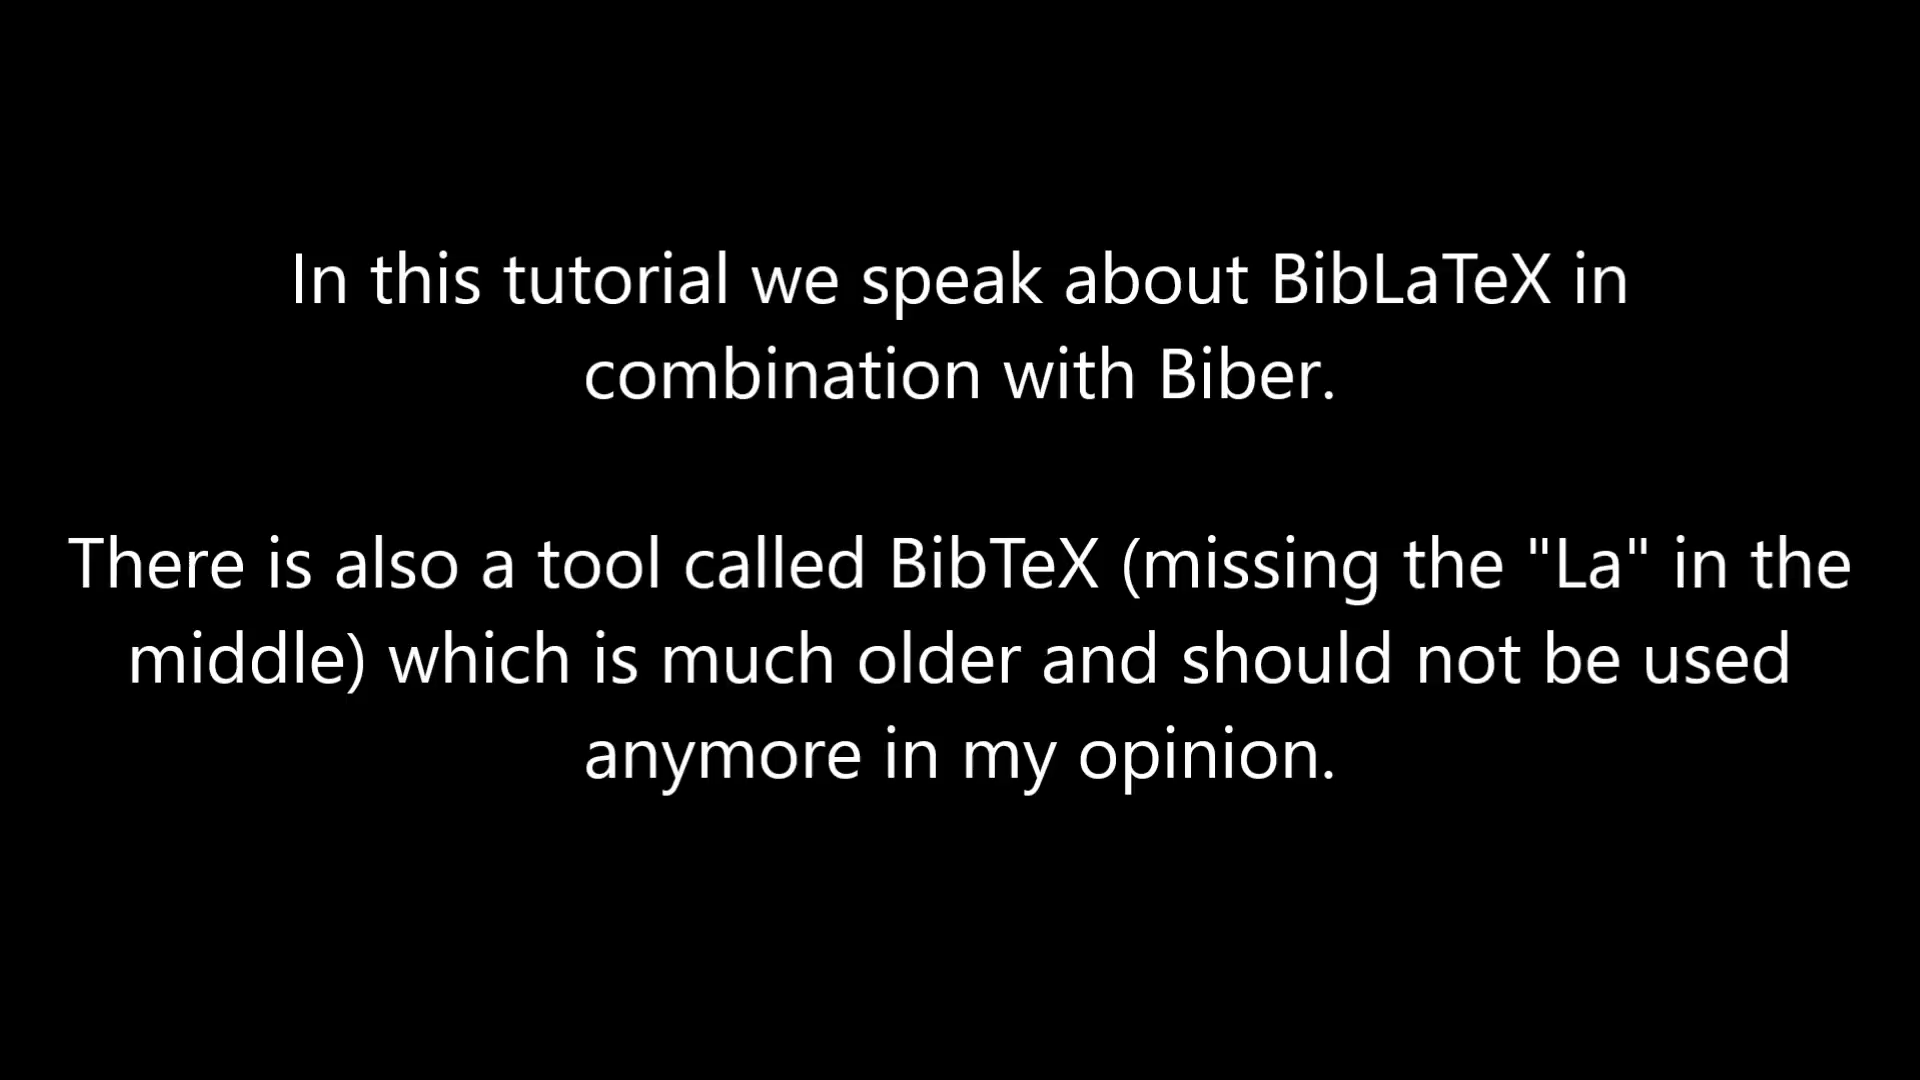 In this tutorial we speak about BibLaTeX in
combination with Biber.
There is also a tool called BibTeX (missing the "La" in the
middle) which is much older and should not be used
anymore in my opinion.